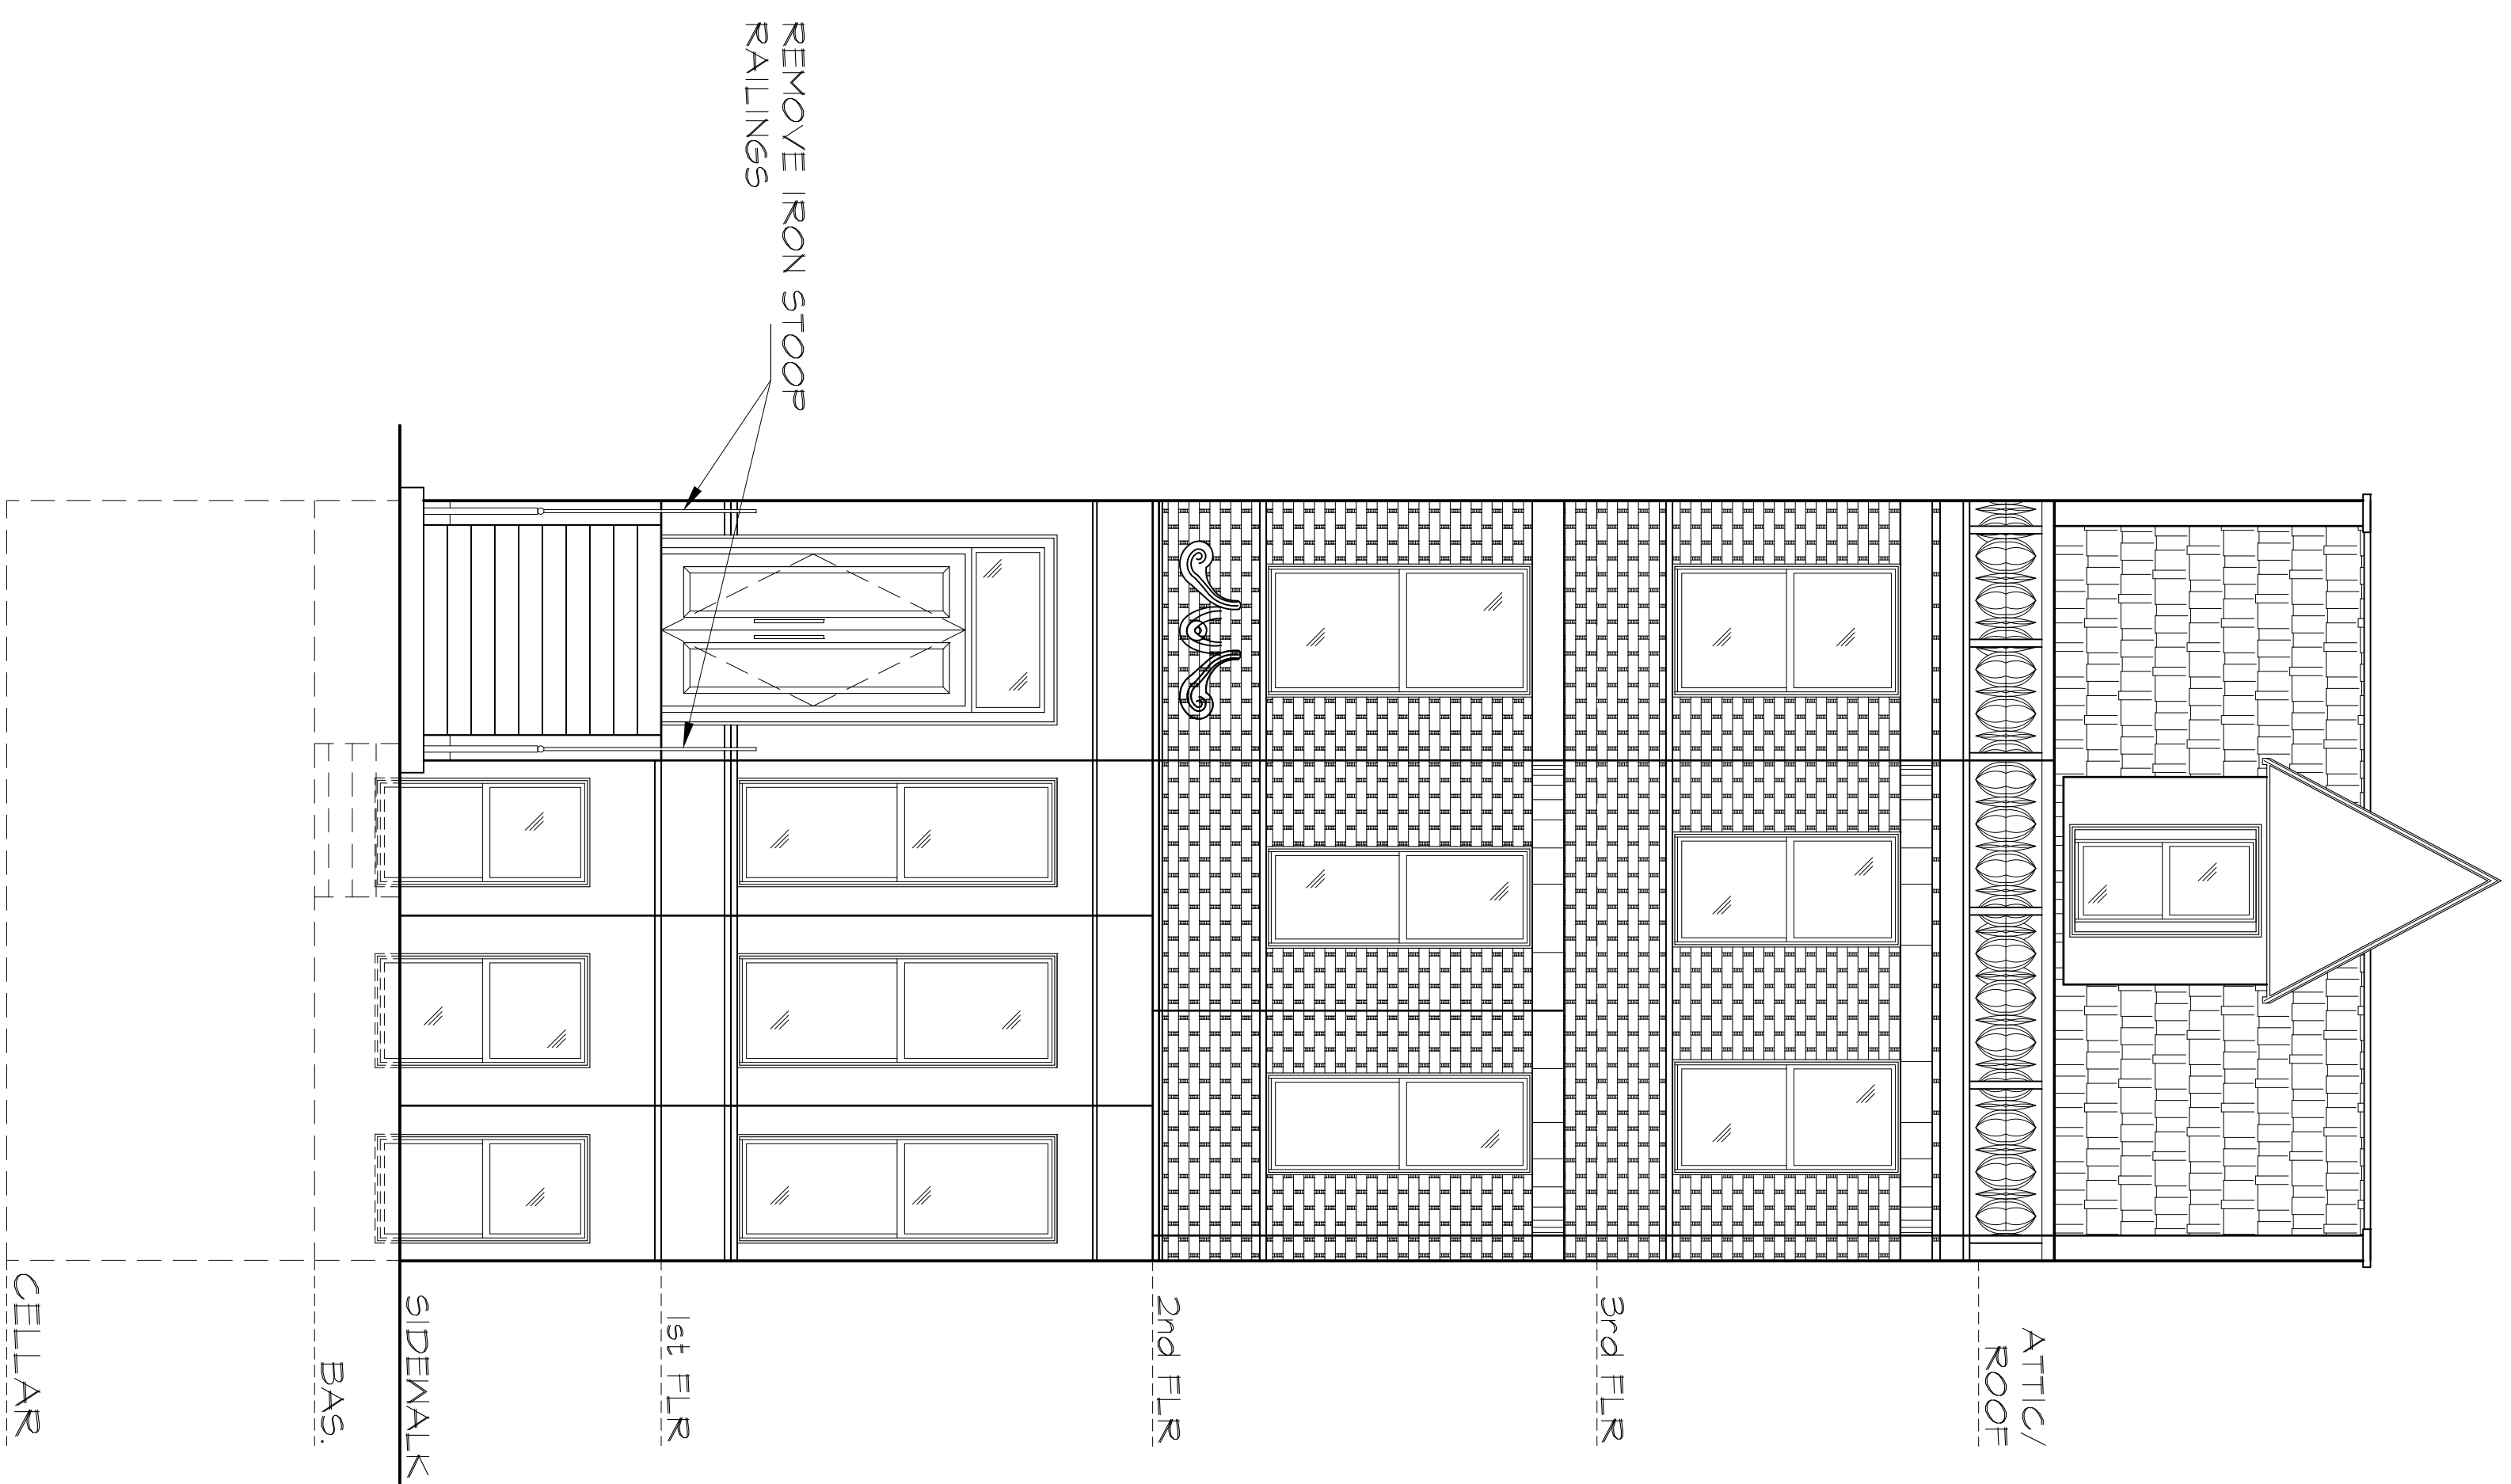 REMOVE IRON STOOP
RAILINGS
ATTIC/
ROOF
3rd FLR
2nd FLR
1st FLR
SIDEWALK
BAS.
CELLAR